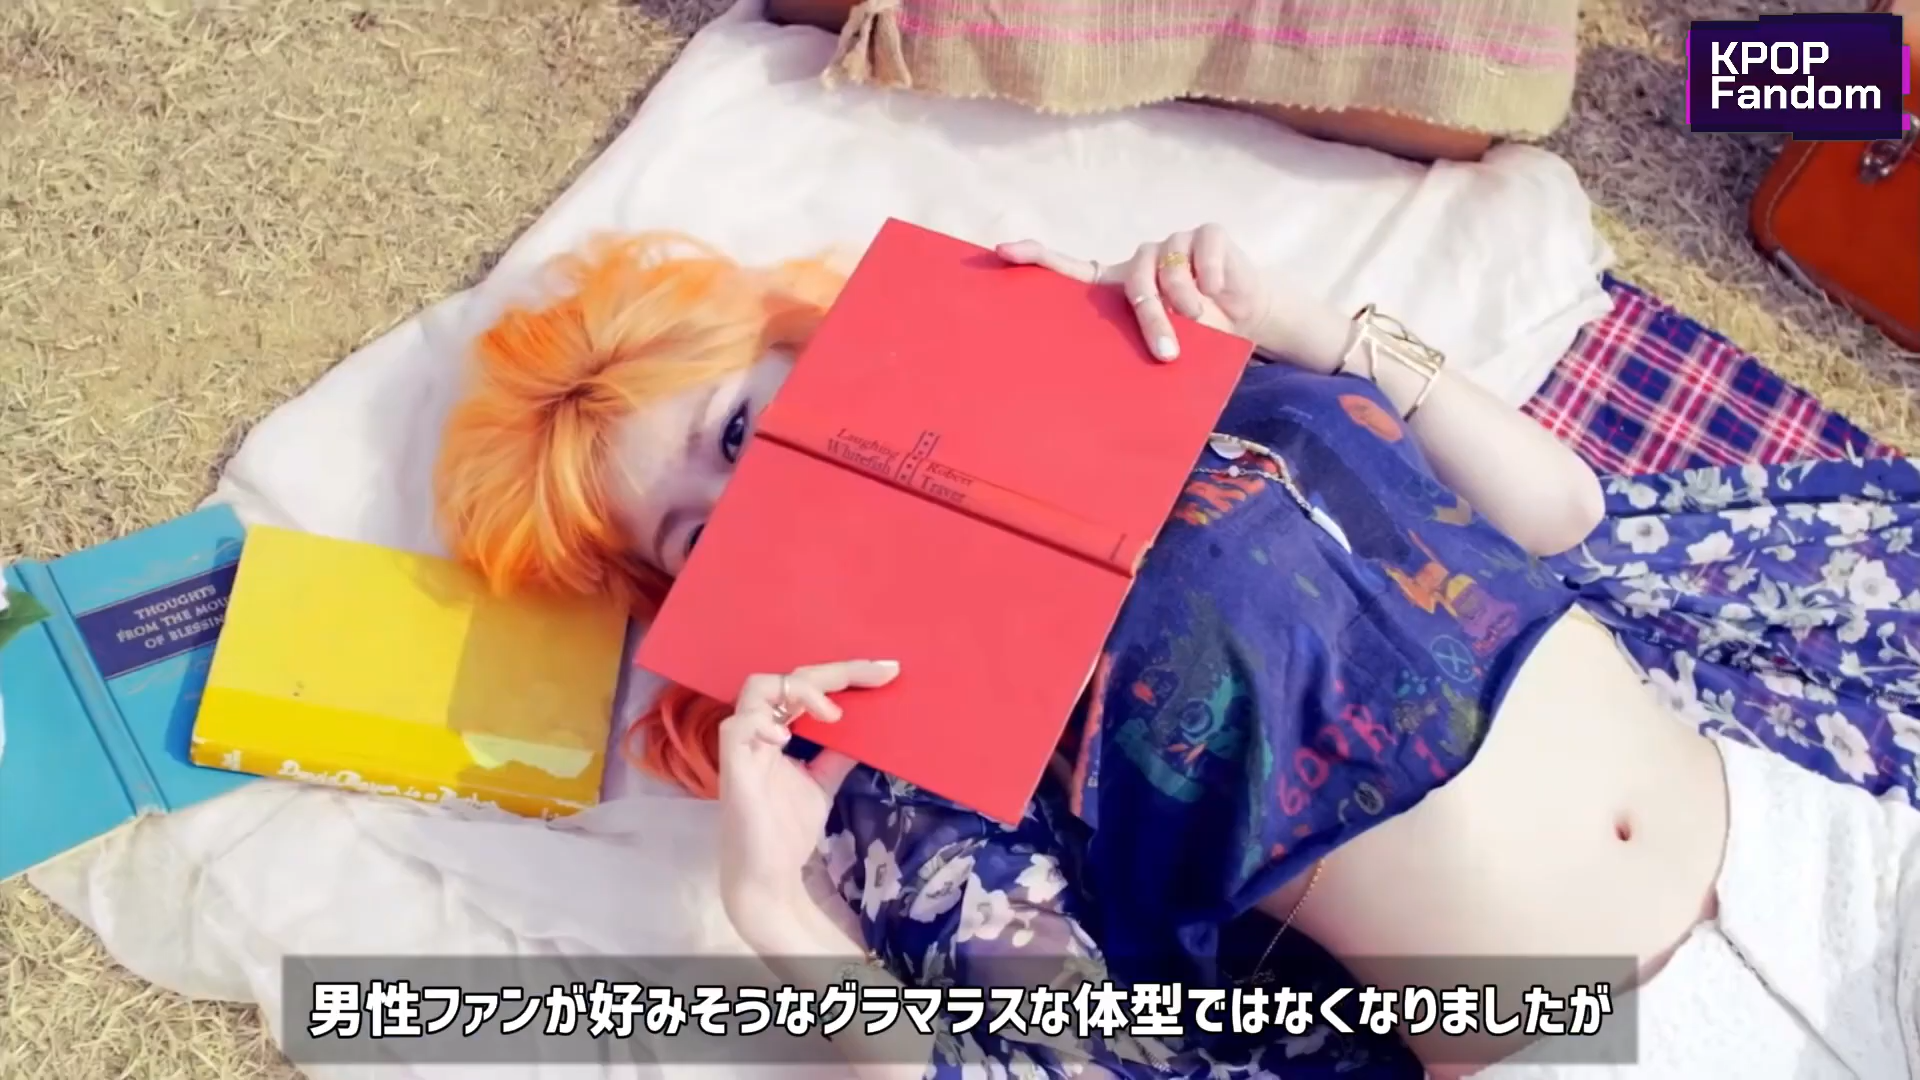 KPOP
Fandom
Laughing
Whitefish
Robert
Traver
THOUGHTS
FROM THE MOU
OF BLESSIN
GOOR
男性ファンが好みそうなグラマラスな体型ではなくなりましたが